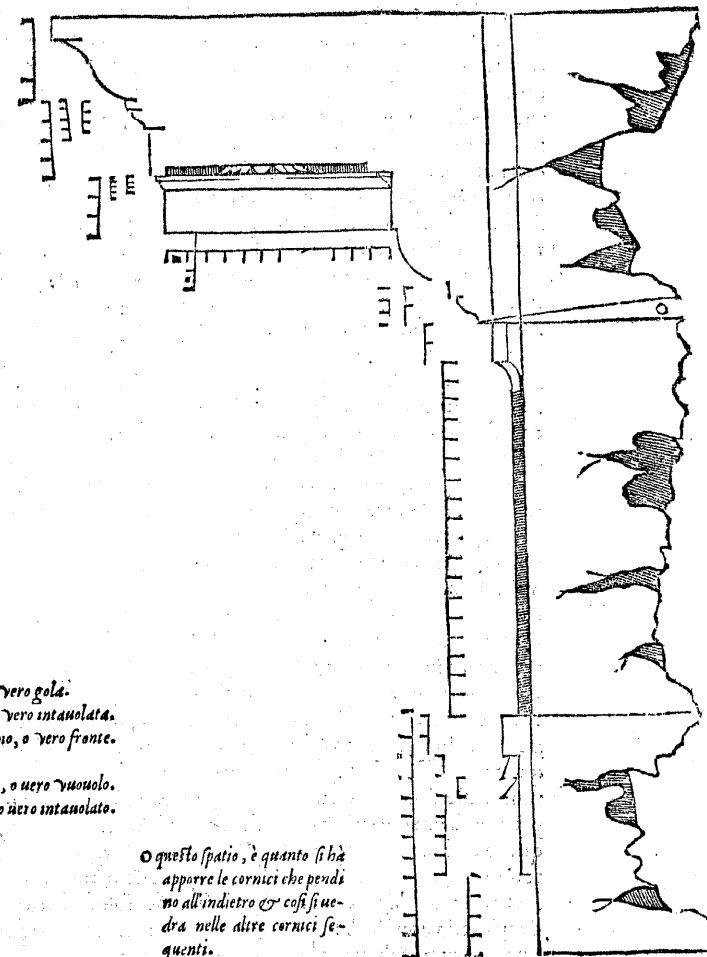 O
vero gola.
vero intauolata.
o vero fronte.
, o uero vuouolo.
o uero intauolato.
O questo spatio, è quanto si hà
apporre le cornici che pendi
no all'indietro & cosi si ue-
dra nelle altre cornici se-
quenti.